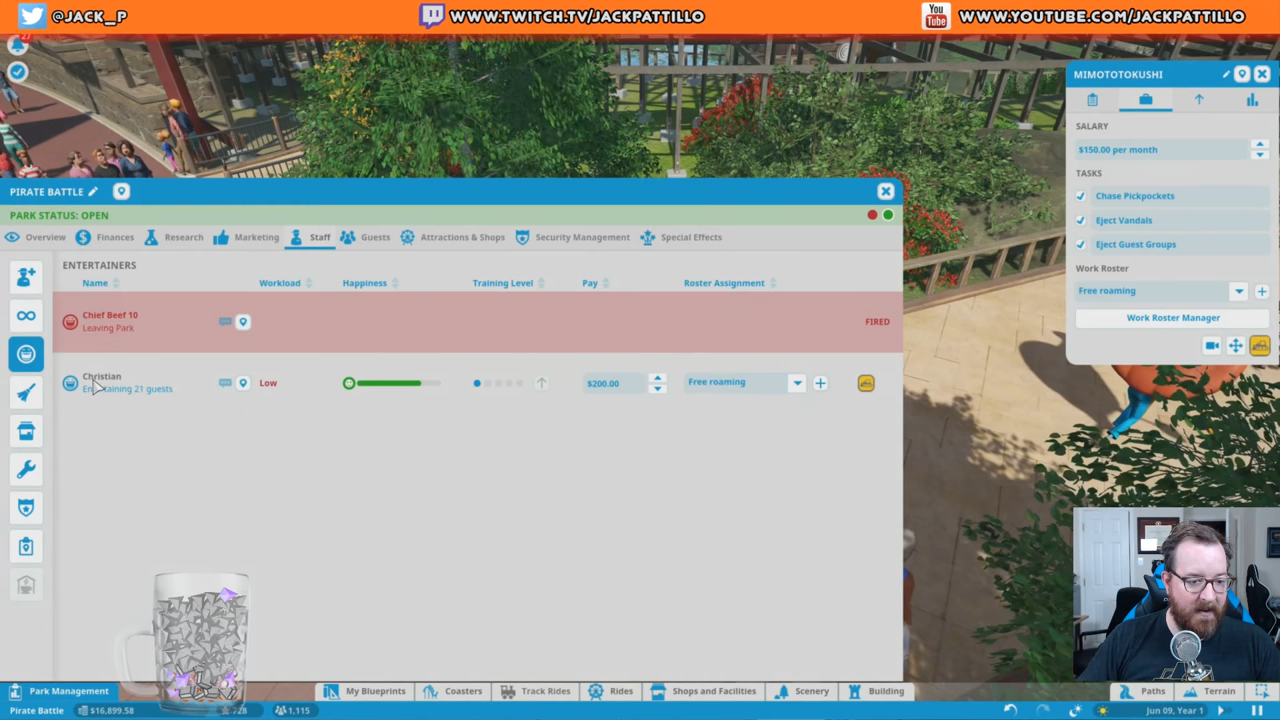 @JACK_P
WWW.TWITCH.TV/JACKPATTILLO
You
Tube
WWW.YOUTUBE.COM/JACKPATTILLO
27
MIMOTOTOKUSHI
SALARY
$150.00 per month
TASKS
Chase Pickpockets
Eject Vandals
Eject Guest Groups
Work Roster
Free roaming
Work Roster Manager
PIRATE BATTLE
PARK STATUS: OPEN
Overview
Finances
Research
Marketing
Staff
Guests
Attractions & Shops
Security Management
Special Effects
ENTERTAINERS
Name
Workload
Happiness
Training Level
Pay
Roster Assignment
Chief Beef 10
Leaving Park
FIRED
Christian
Entertaining 21 guests
Low
$200.00
Free roaming
Park Management
My Blueprints
Coasters
Track Rides
Rides
Shops and Facilities
Scenery
Building
Paths
Terrain
Pirate Battle
$16,899.58
728
1,115
Jun 09, Year 1